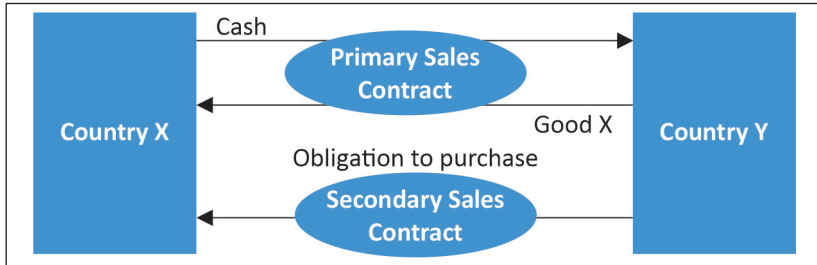 Cash
Primary Sales
Contract
Country X
Country Y
Good X
Obligation to purchase
Secondary Sales
Contract